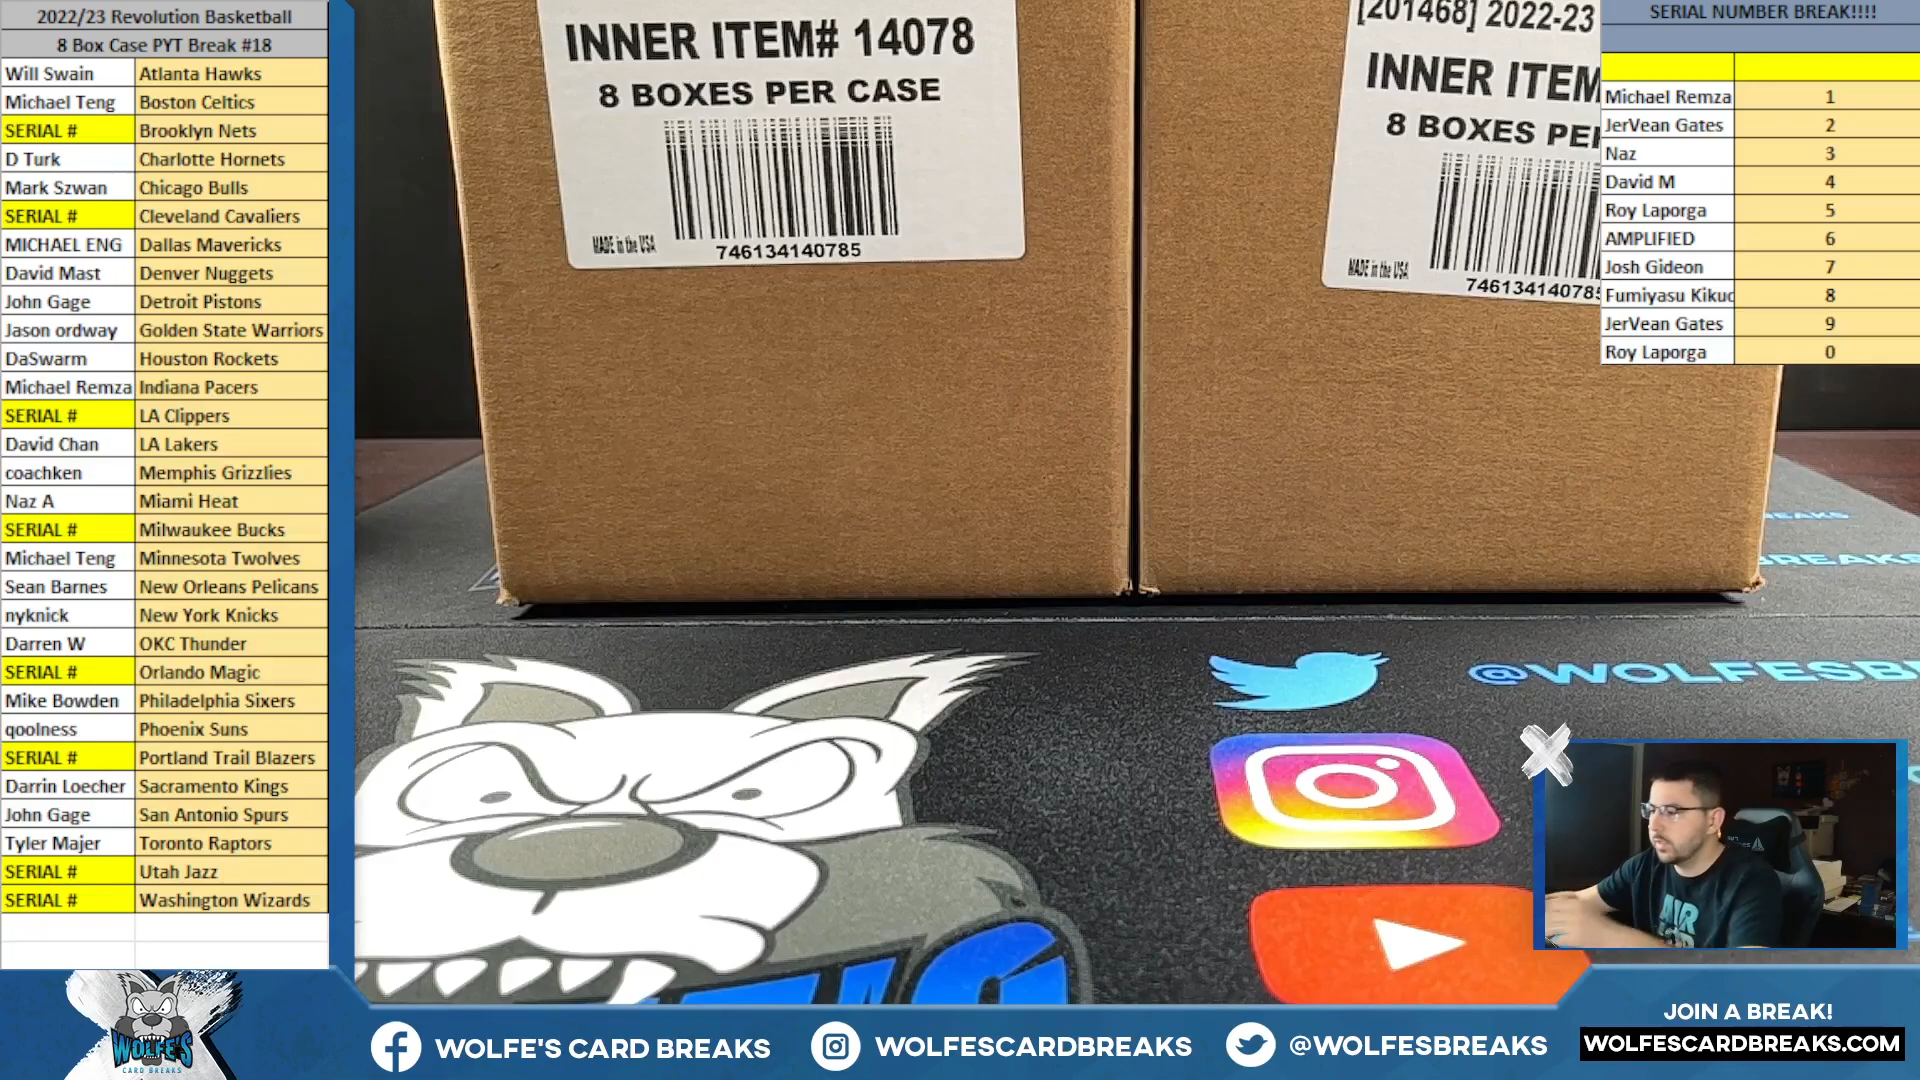 2022/23 Revolution Basketball
8 Box Case PYT Break #18
Will Swain Atlanta Hawks
Michael Teng Boston Celtics
SERIAL # Brooklyn Nets
D Turk Charlotte Hornets
Mark Szwan Chicago Bulls
SERIAL # Cleveland Cavaliers
MICHAEL ENG Dallas Mavericks
David Mast Denver Nuggets
John Gage Detroit Pistons
Jason ordway Golden State Warriors
DaSwarm Houston Rockets
Michael Remza Indiana Pacers
SERIAL # LA Clippers
David Chan LA Lakers
coachken Memphis Grizzlies
Naz A Miami Heat
SERIAL # Milwaukee Bucks
Michael Teng Minnesota Twolves
Sean Barnes New Orleans Pelicans
nyknick New York Knicks
Darren W OKC Thunder
SERIAL # Orlando Magic
Mike Bowden Philadelphia Sixers
qoolness Phoenix Suns
SERIAL # Portland Trail Blazers
Darrin Loecher Sacramento Kings
John Gage San Antonio Spurs
Tyler Majer Toronto Raptors
SERIAL # Utah Jazz
SERIAL # Washington Wizards
INNER ITEM# 14078
8 BOXES PER CASE
MADE in the USA
746134140785
[201468] 2022-23
INNER ITEM
8 BOXES PE
MADE in the USA
746134140785
SERIAL NUMBER BREAK!!!!
Michael Remza 1
JerVean Gates 2
Naz 3
David M 4
Roy Laporga 5
AMPLIFIED 6
Josh Gideon 7
Fumiyasu Kikuc 8
JerVean Gates 9
Roy Laporga 0
BREAKS
@WOLFESB
WOLFE'S
CARD BREAKS
WOLFE'S CARD BREAKS
WOLFESCARDBREAKS
@WOLFESBREAKS
JOIN A BREAK!
WOLFESCARDBREAKS.COM